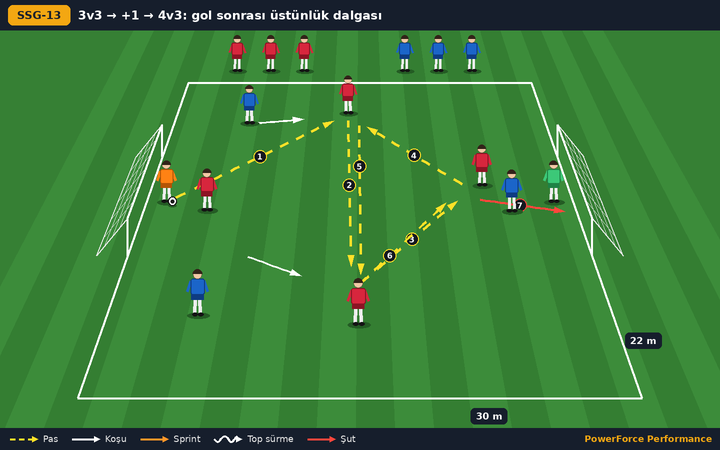 SSG-13 3v3 → +1 → 4v3: gol sonrası üstünlük dalgası
1
4
5
2
7
3
6
22 m
30 m
Pas Koşu Sprint Top sürme Şut PowerForce Performance